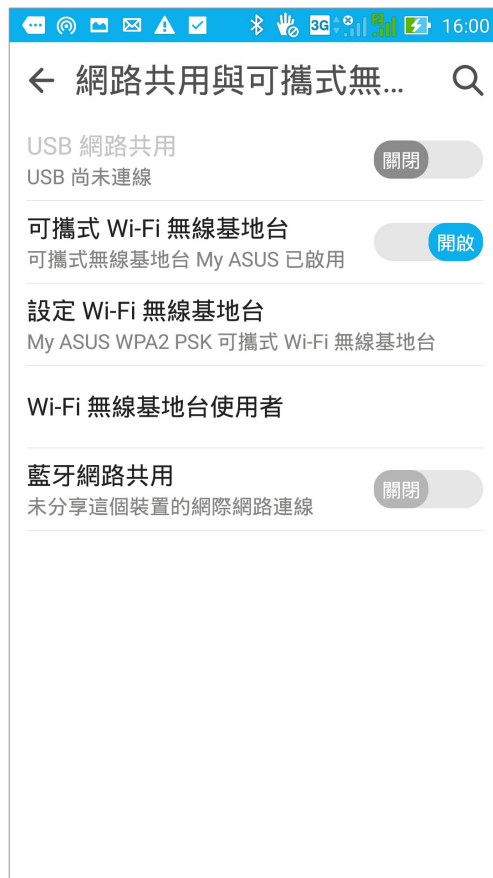 3G 16:00
網路共用與可攜式無...
USB 網路共用
關閉
USB 尚未連線
可攜式 Wi-Fi 無線基地台
開啟
可攜式無線基地台 My ASUS 已啟用
設定 Wi-Fi 無線基地台
My ASUS WPA2 PSK 可攜式 Wi-Fi 無線基地台
Wi-Fi 無線基地台使用者
藍牙網路共用
關閉
未分享這個裝置的網際網路連線